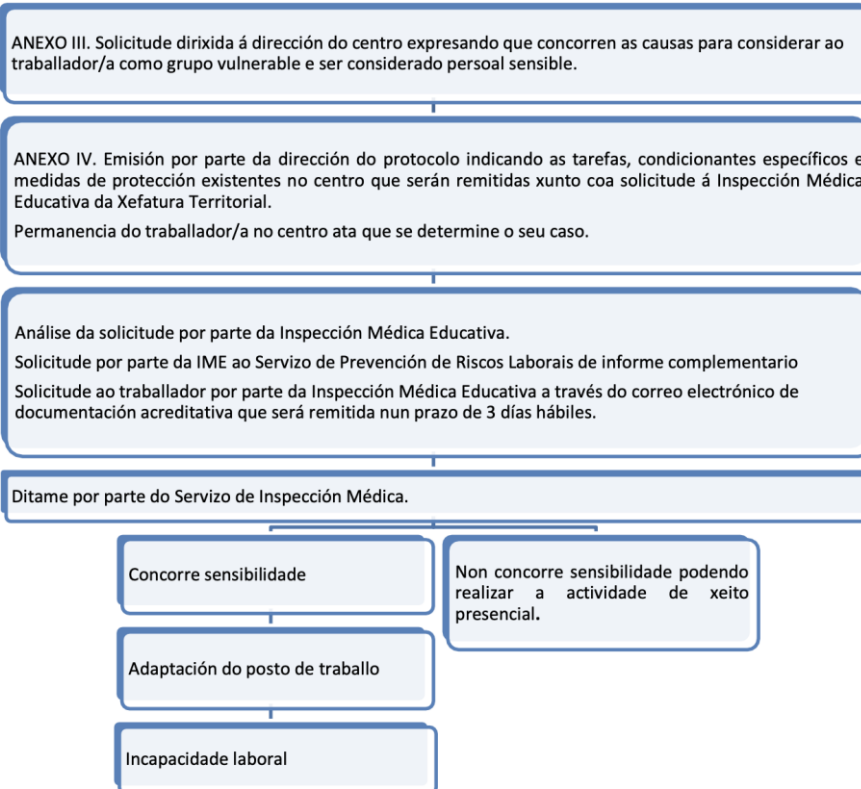 ANEXO III. Solicitude dirixida á dirección do centro expresando que concorren as causas para considerar ao
traballador/a como grupo vulnerable e ser considerado persoal sensible.
ANEXO IV. Emisión por parte da dirección do protocolo indicando as tarefas, condicionantes específicos e
medidas de protección existentes no centro que serán remitidas xunto coa solicitude á Inspección Médica
Educativa da Xefatura Territorial.
Permanencia do traballador/a no centro ata que se determine o seu caso.
Análise da solicitude por parte da Inspección Médica Educativa.
Solicitude por parte da IME ao Servizo de Prevención de Riscos Laborais de informe complementario
Solicitude ao traballador por parte da Inspección Médica Educativa a través do correo electrónico de
documentación acreditativa que será remitida nun prazo de 3 días hábiles.
Ditame por parte do Servizo de Inspección Médica.
Concorre sensibilidade
Non concorre sensibilidade podendo
realizar a actividade de xeito
presencial.
Adaptación do posto de traballo
Incapacidade laboral